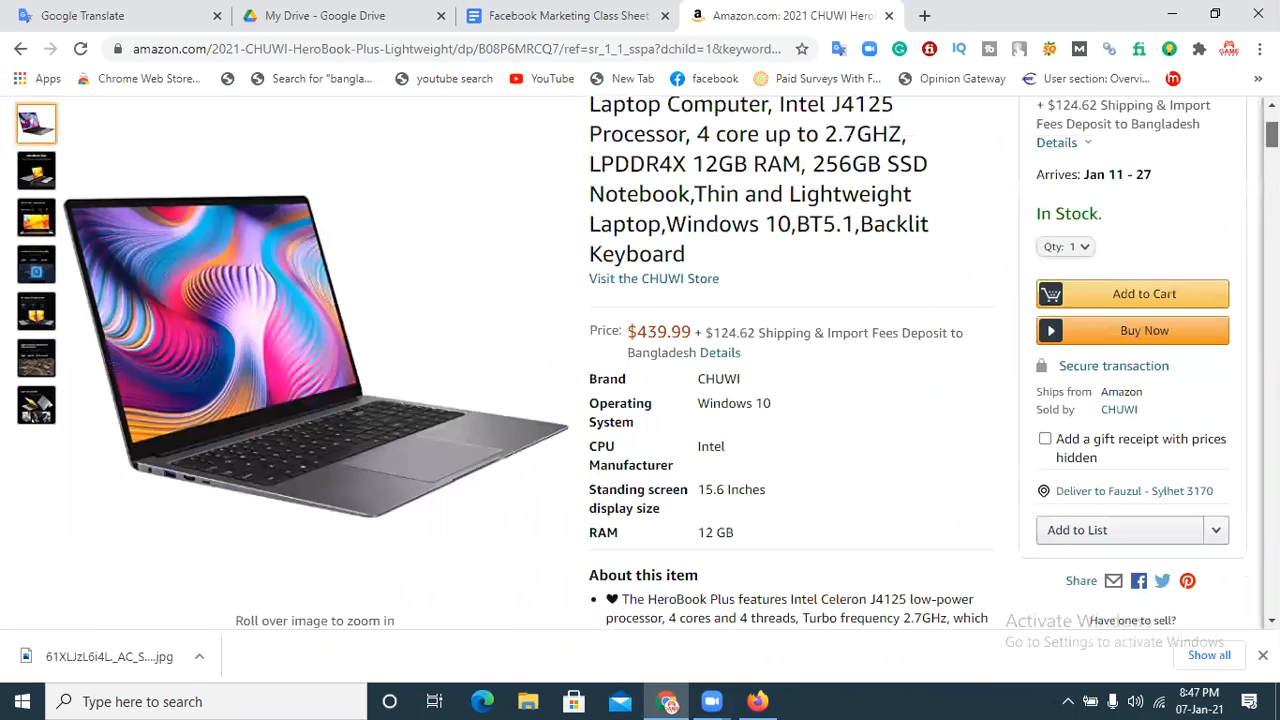 Google Translate
My Drive - Google Drive
Facebook Marketing Class Sheet
Amazon.com: 2021 CHUWI Hero
amazon.com/2021-CHUWI-HeroBook-Plus-Lightweight/dp/B08P6MRCQ7/ref=sr_1_1_sspa?dchild=1&keyword...
Apps
Chrome Web Store...
Search for "bangla...
youtube search
YouTube
New Tab
facebook
Paid Surveys With F...
Opinion Gateway
User section: Overvi...
Laptop Computer, Intel J4125
Processor, 4 core up to 2.7GHZ,
LPDDR4X 12GB RAM, 256GB SSD
Notebook,Thin and Lightweight
Laptop,Windows 10,BT5.1,Backlit
Keyboard
Visit the CHUWI Store
Price: $439.99 + $124.62 Shipping & Import Fees Deposit to
Bangladesh Details
Brand CHUWI
Operating Windows 10
System
CPU Intel
Manufacturer
Standing screen 15.6 Inches
display size
RAM 12 GB
About this item
• ♥ The HeroBook Plus features Intel Celeron J4125 low-power
processor, 4 cores and 4 threads, Turbo frequency 2.7GHz, which
Roll over image to zoom in
+ $124.62 Shipping & Import
Fees Deposit to Bangladesh
Details
Arrives: Jan 11 - 27
In Stock.
Qty: 1
Add to Cart
Buy Now
Secure transaction
Ships from Amazon
Sold by CHUWI
Add a gift receipt with prices
hidden
Deliver to Fauzul - Sylhet 3170
Add to List
Share
Have one to sell?
Activate Windows
Go to Settings to activate Windows.
61XLJzL6i4L._AC_S....jpg
Show all
Type here to search
8:47 PM
07-Jan-21